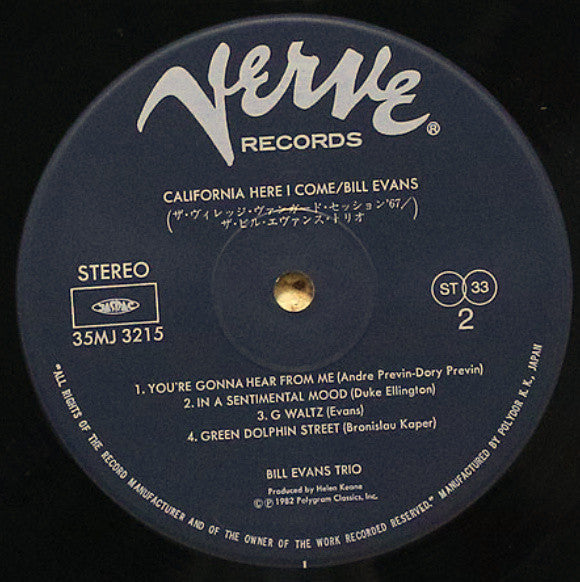 Verve®
RECORDS
CALIFORNIA HERE I COME/BILL EVANS
(ザ・ヴィレッジ・ヴァンガード・セッション'67/
ザ・ビル・エヴァンス・トリオ)
STEREO
JASRAC
35MJ 3215
ST 33
2
1. YOU'RE GONNA HEAR FROM ME (Andre Previn-Dory Previn)
2. IN A SENTIMENTAL MOOD (Duke Ellington)
3. G WALTZ (Evans)
4. GREEN DOLPHIN STREET (Bronislau Kaper)
BILL EVANS TRIO
Produced by Helen Keane
©Ⓟ 1982 Polygram Classics, Inc.
"ALL RIGHTS OF THE RECORD MANUFACTURER AND OF THE OWNER OF THE WORK RECORDED RESERVED." MANUFACTURED BY POLYDOR K. K., JAPAN